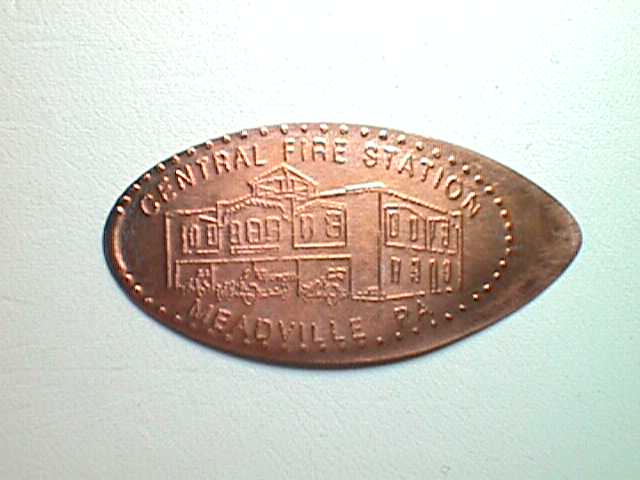 CENTRAL FIRE STATION
MEADVILLE PA